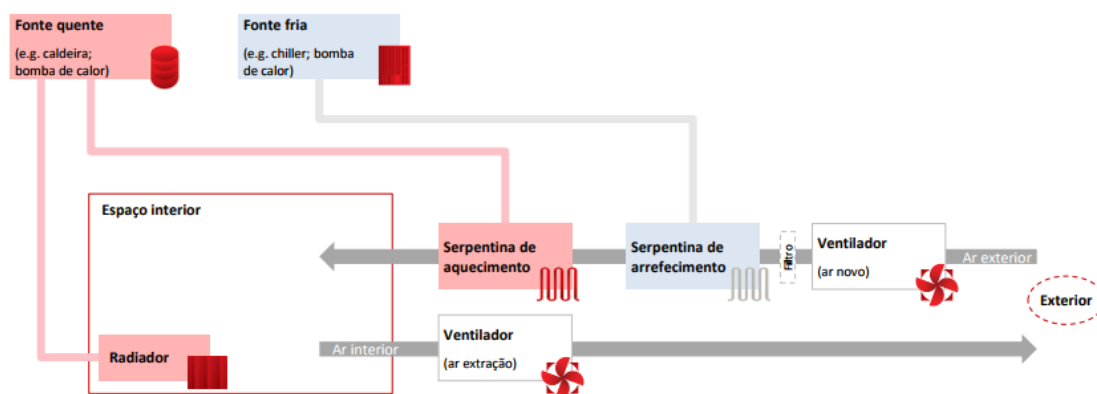 Fonte quente
(e.g. caldeira;
bomba de calor)
Fonte fria
(e.g. chiller; bomba
de calor)
Espaço interior
Serpentina de
aquecimento
Serpentina de
arrefecimento
Filtro
Ventilador
(ar novo)
Ar exterior
Exterior
Radiador
Ar interior
Ventilador
(ar extração)